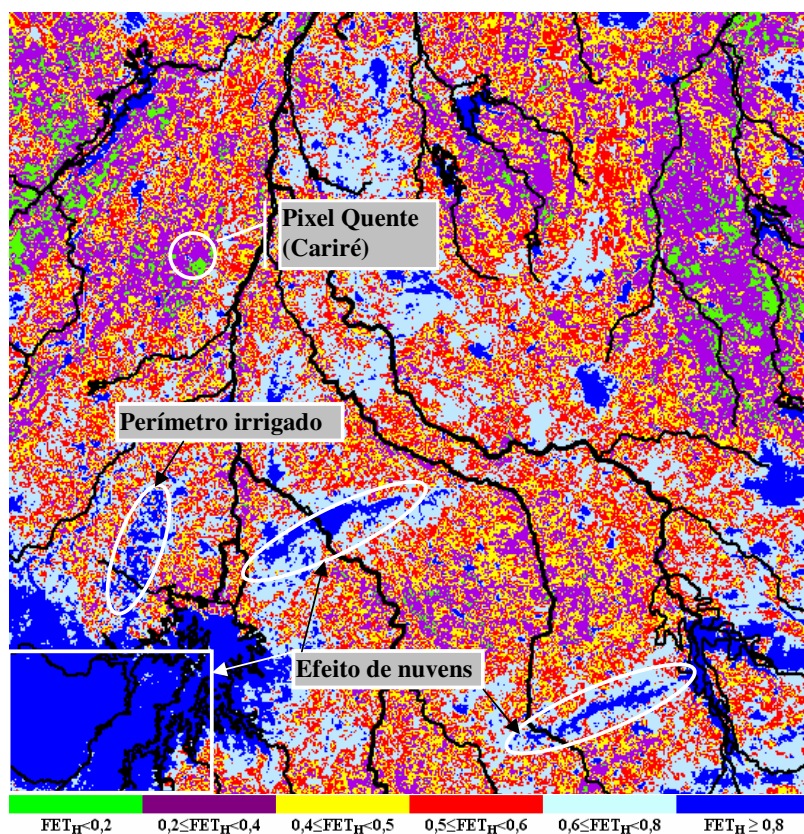 Pixel Quente
(Cariré)
Perímetro irrigado
Efeito de nuvens
FET_H<0,2 0,2≤FET_H<0,4 0,4≤FET_H<0,5 0,5≤FET_H<0,6 0,6≤FET_H<0,8 FET_H ≥ 0,8